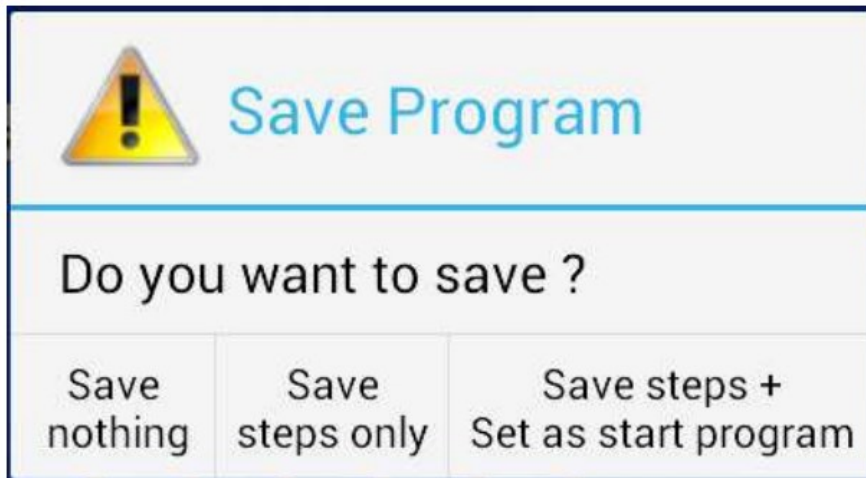 Save Program
Do you want to save ?
Save
nothing
Save
steps only
Save steps +
Set as start program